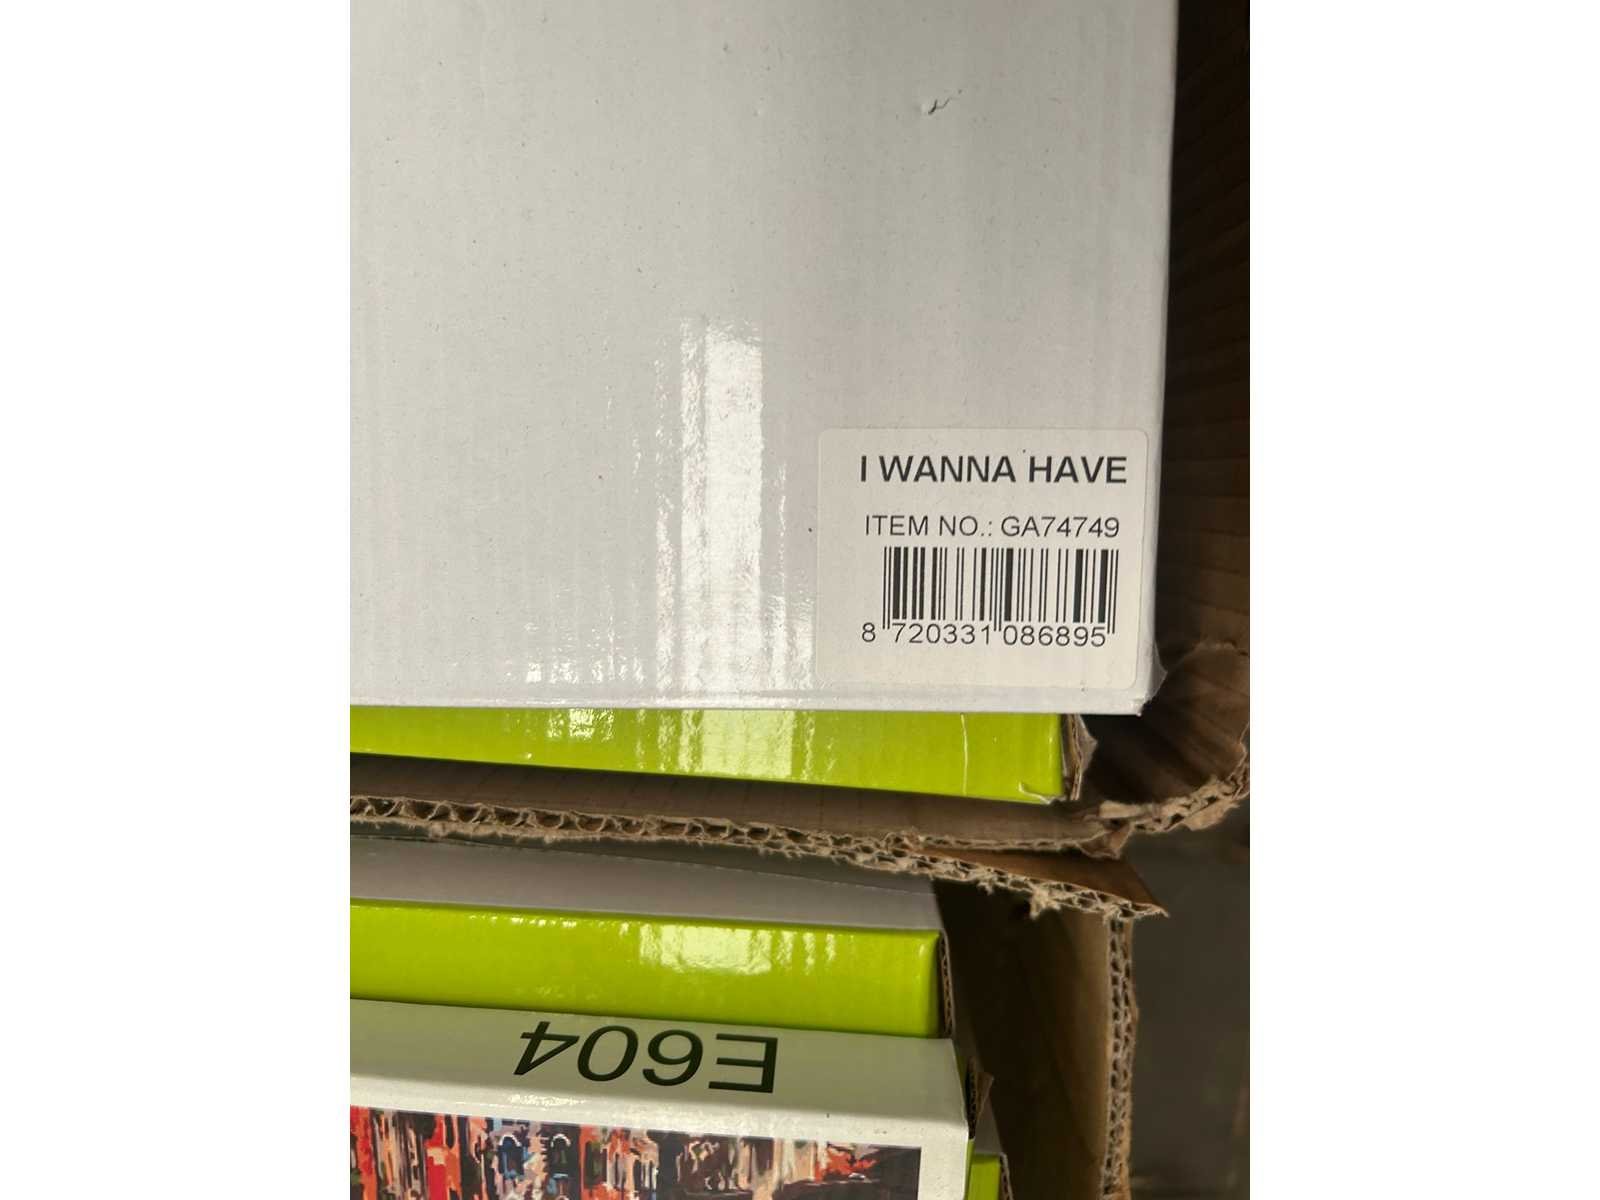 I WANNA HAVE
ITEM NO.: GA74749
8 720331 086895
E604